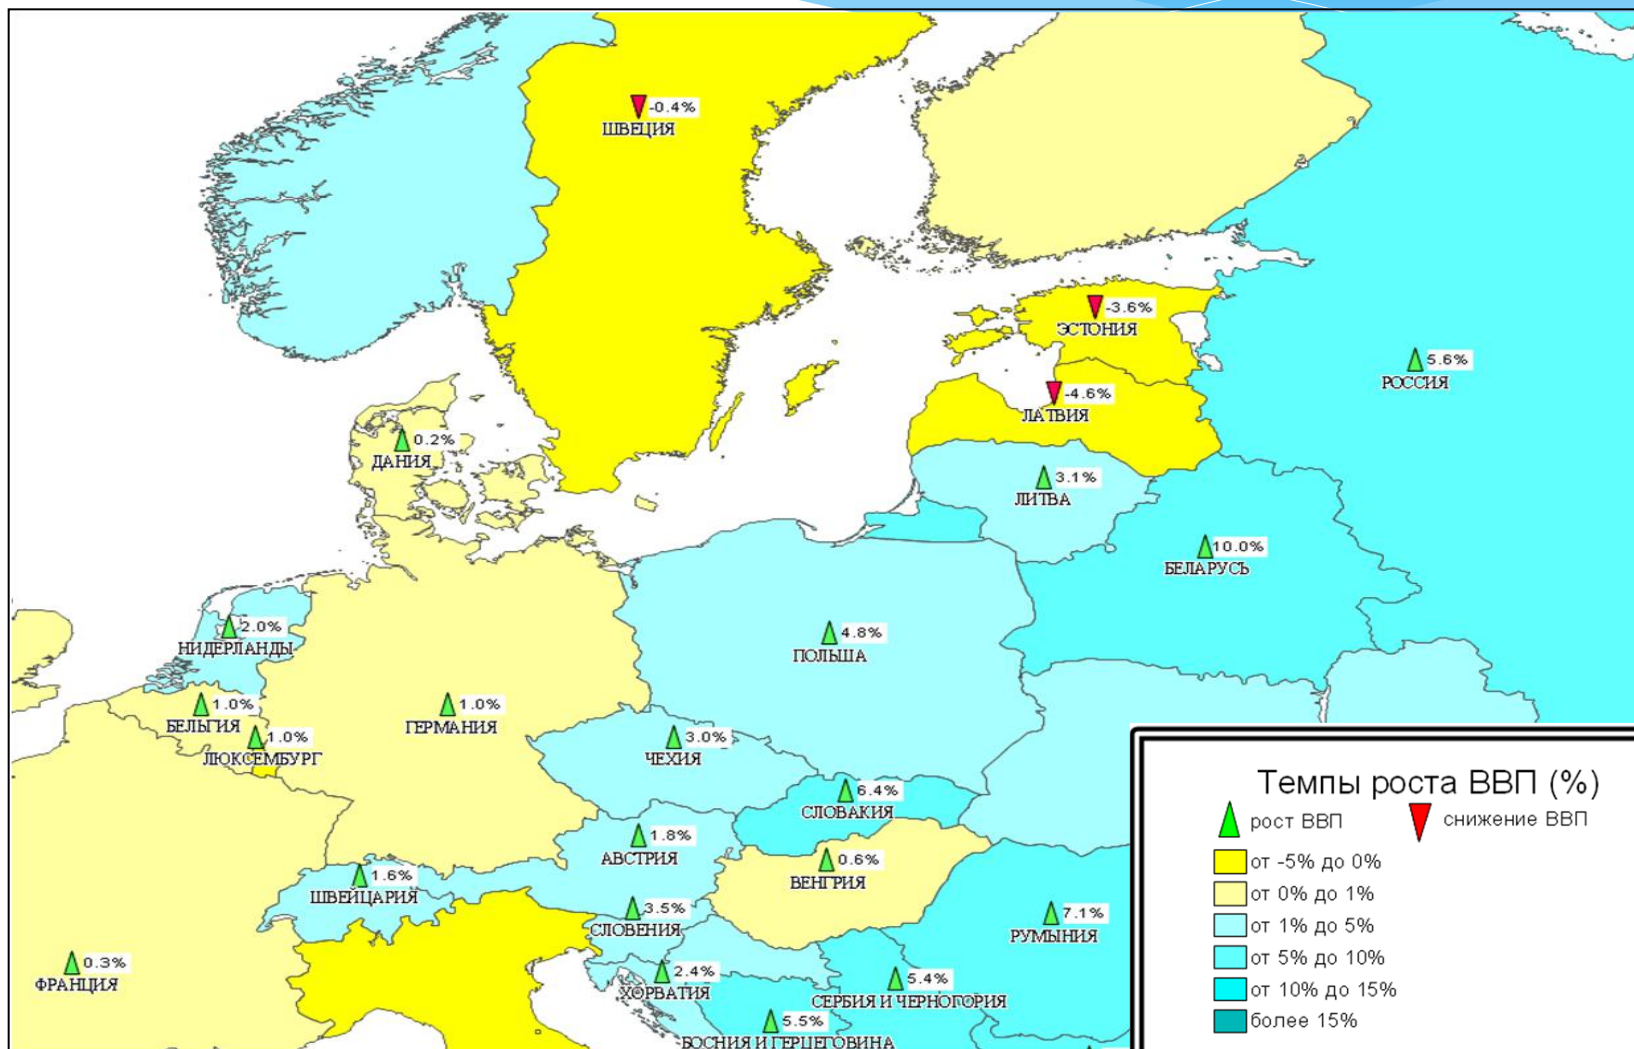 -0.4%
ШВЕЦИЯ
-3.6%
ЭСТОНИЯ
5.6%
РОССИЯ
-4.6%
ЛАТВИЯ
0.2%
ДАНИЯ
3.1%
ЛИТВА
10.0%
БЕЛАРУСЬ
2.0%
НИДЕРЛАНДЫ
4.8%
ПОЛЬША
1.0%
БЕЛЬГИЯ
1.0%
ГЕРМАНИЯ
1.0%
ЛЮКСЕМБУРГ
3.0%
ЧЕХИЯ
6.4%
СЛОВАКИЯ
1.8%
АВСТРИЯ
0.6%
ВЕНГРИЯ
1.6%
ШВЕЙЦАРИЯ
3.5%
СЛОВЕНИЯ
7.1%
РУМЫНИЯ
0.3%
ФРАНЦИЯ
2.4%
ХОРВАТИЯ
5.4%
СЕРБИЯ И ЧЕРНОГОРИЯ
5.5%
БОСНИЯ И ГЕРЦЕГОВИНА
Темпы роста ВВП (%)
рост ВВП
снижение ВВП
от -5% до 0%
от 0% до 1%
от 1% до 5%
от 5% до 10%
от 10% до 15%
более 15%